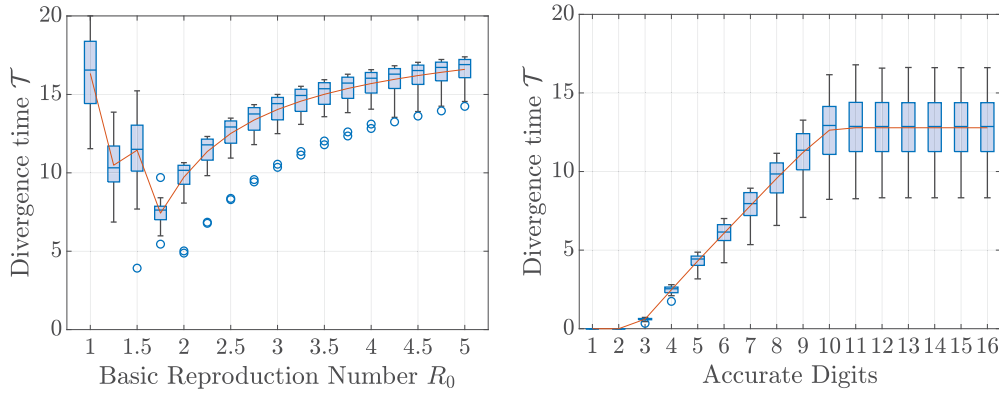 20
15
10
5
0
Divergence time 𝒯
1 1.5 2 2.5 3 3.5 4 4.5 5
Basic Reproduction Number R₀
20
15
10
5
0
Divergence time 𝒯
1 2 3 4 5 6 7 8 9 10 11 12 13 14 15 16
Accurate Digits